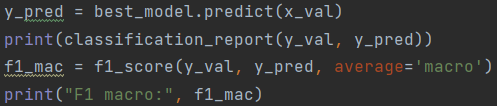 y_pred = best_model.predict(x_val)
print(classification_report(y_val, y_pred))
f1_mac = f1_score(y_val, y_pred, average='macro')
print("F1 macro:", f1_mac)